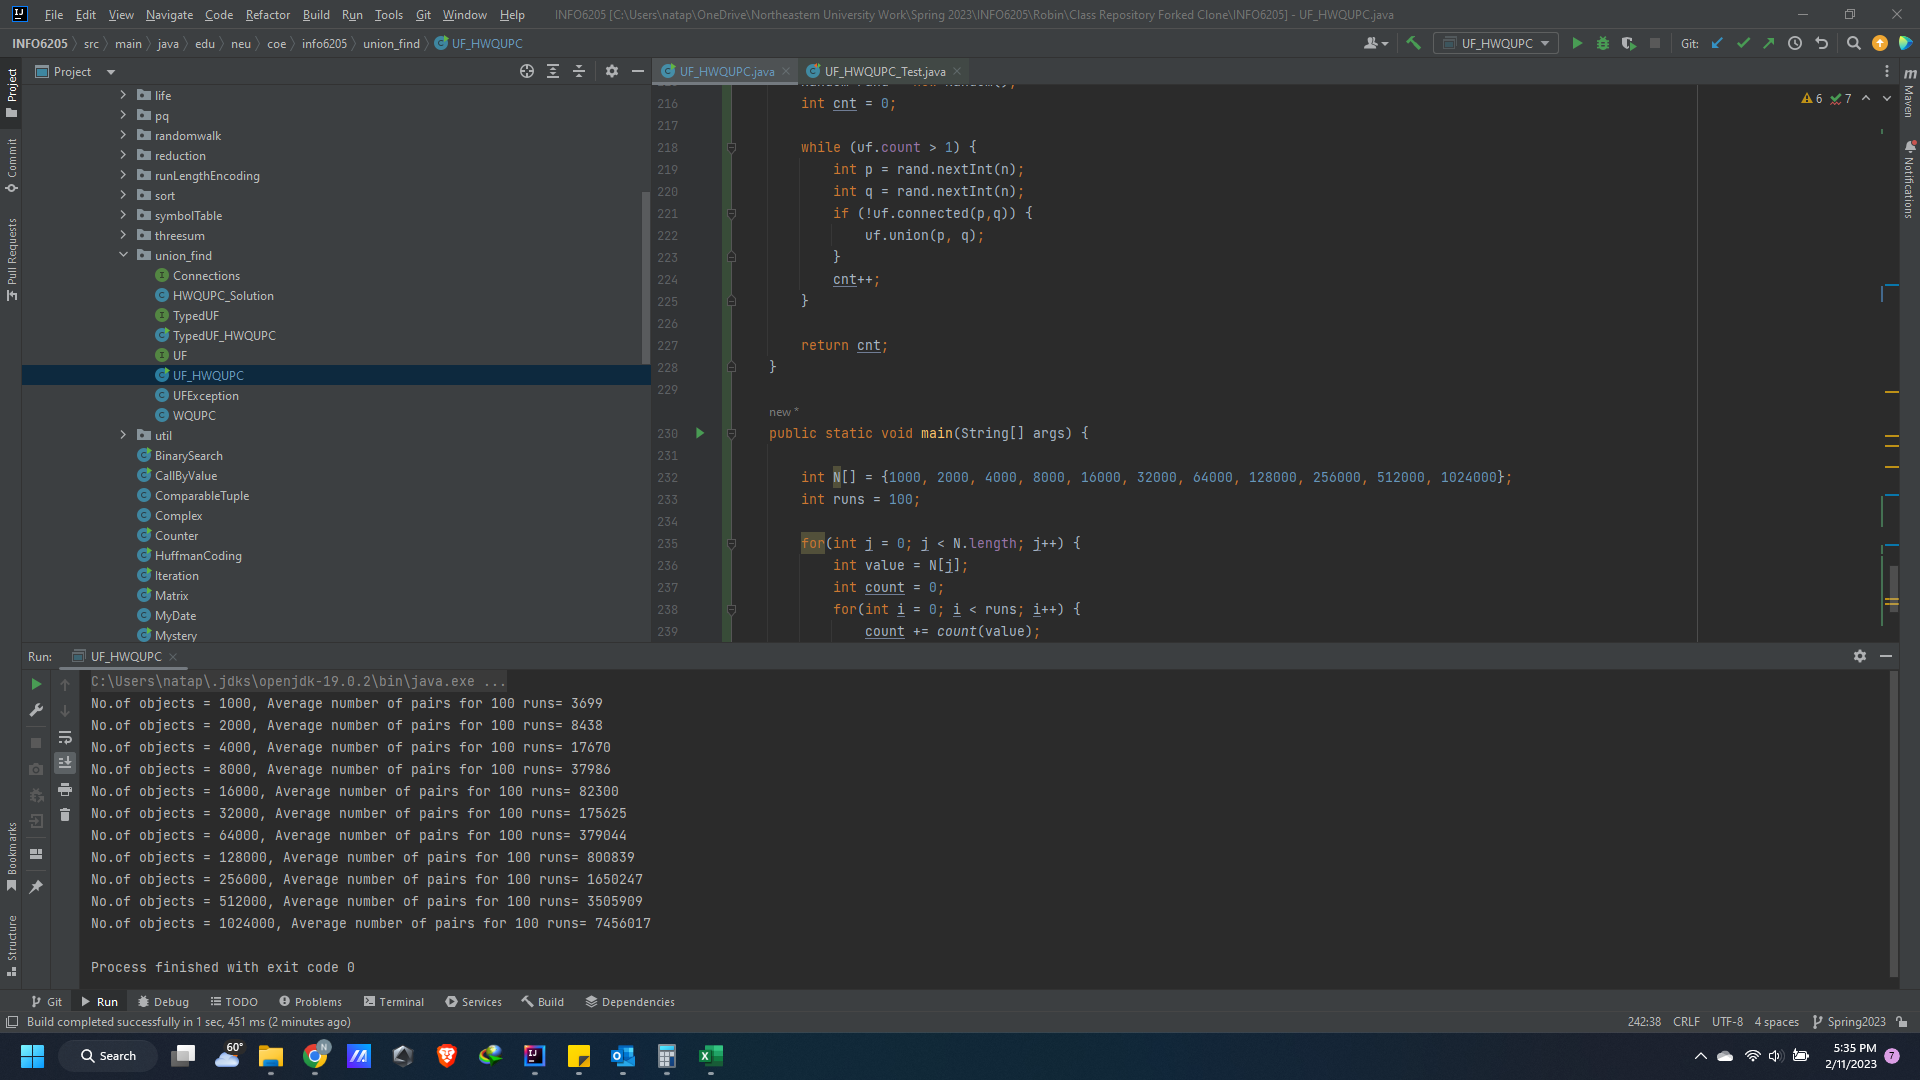 File Edit View Navigate Code Refactor Build Run Tools Git Window Help INFO6205 [C:\Users\natap\OneDrive\Northeastern University Work\Spring 2023\INFO6205\Robin\Class Repository Forked Clone\INFO6205] - UF_HWQUPC.java
INFO6205 src main java edu neu coe info6205 union_find UF_HWQUPC UF_HWQUPC Git:
Project
UF_HWQUPC.java UF_HWQUPC_Test.java
Project
Commit
Pull Requests
Bookmarks
Structure
life
pq
randomwalk
reduction
runLengthEncoding
sort
symbolTable
threesum
union_find
Connections
HWQUPC_Solution
TypedUF
TypedUF_HWQUPC
UF
UF_HWQUPC
UFException
WQUPC
util
BinarySearch
CallByValue
ComparableTuple
Complex
Counter
HuffmanCoding
Iteration
Matrix
MyDate
Mystery
6 7
216 int cnt = 0;
217
218 while (uf.count > 1) {
219 int p = rand.nextInt(n);
220 int q = rand.nextInt(n);
221 if (!uf.connected(p,q)) {
222 uf.union(p, q);
223 }
224 cnt++;
225 }
226
227 return cnt;
228 }
229
new *
230 public static void main(String[] args) {
231
232 int N[] = {1000, 2000, 4000, 8000, 16000, 32000, 64000, 128000, 256000, 512000, 1024000};
233 int runs = 100;
234
235 for(int j = 0; j < N.length; j++) {
236 int value = N[j];
237 int count = 0;
238 for(int i = 0; i < runs; i++) {
239 count += count(value);
m
Maven
Notifications
Run: UF_HWQUPC
C:\Users\natap\.jdks\openjdk-19.0.2\bin\java.exe ...
No.of objects = 1000, Average number of pairs for 100 runs= 3699
No.of objects = 2000, Average number of pairs for 100 runs= 8438
No.of objects = 4000, Average number of pairs for 100 runs= 17670
No.of objects = 8000, Average number of pairs for 100 runs= 37986
No.of objects = 16000, Average number of pairs for 100 runs= 82300
No.of objects = 32000, Average number of pairs for 100 runs= 175625
No.of objects = 64000, Average number of pairs for 100 runs= 379044
No.of objects = 128000, Average number of pairs for 100 runs= 800839
No.of objects = 256000, Average number of pairs for 100 runs= 1650247
No.of objects = 512000, Average number of pairs for 100 runs= 3505909
No.of objects = 1024000, Average number of pairs for 100 runs= 7456017
Process finished with exit code 0
Git Run Debug TODO Problems Terminal Services Build Dependencies
Build completed successfully in 1 sec, 451 ms (2 minutes ago) 242:38 CRLF UTF-8 4 spaces Spring2023
Search 60° N 5:35 PM
2/11/2023 7